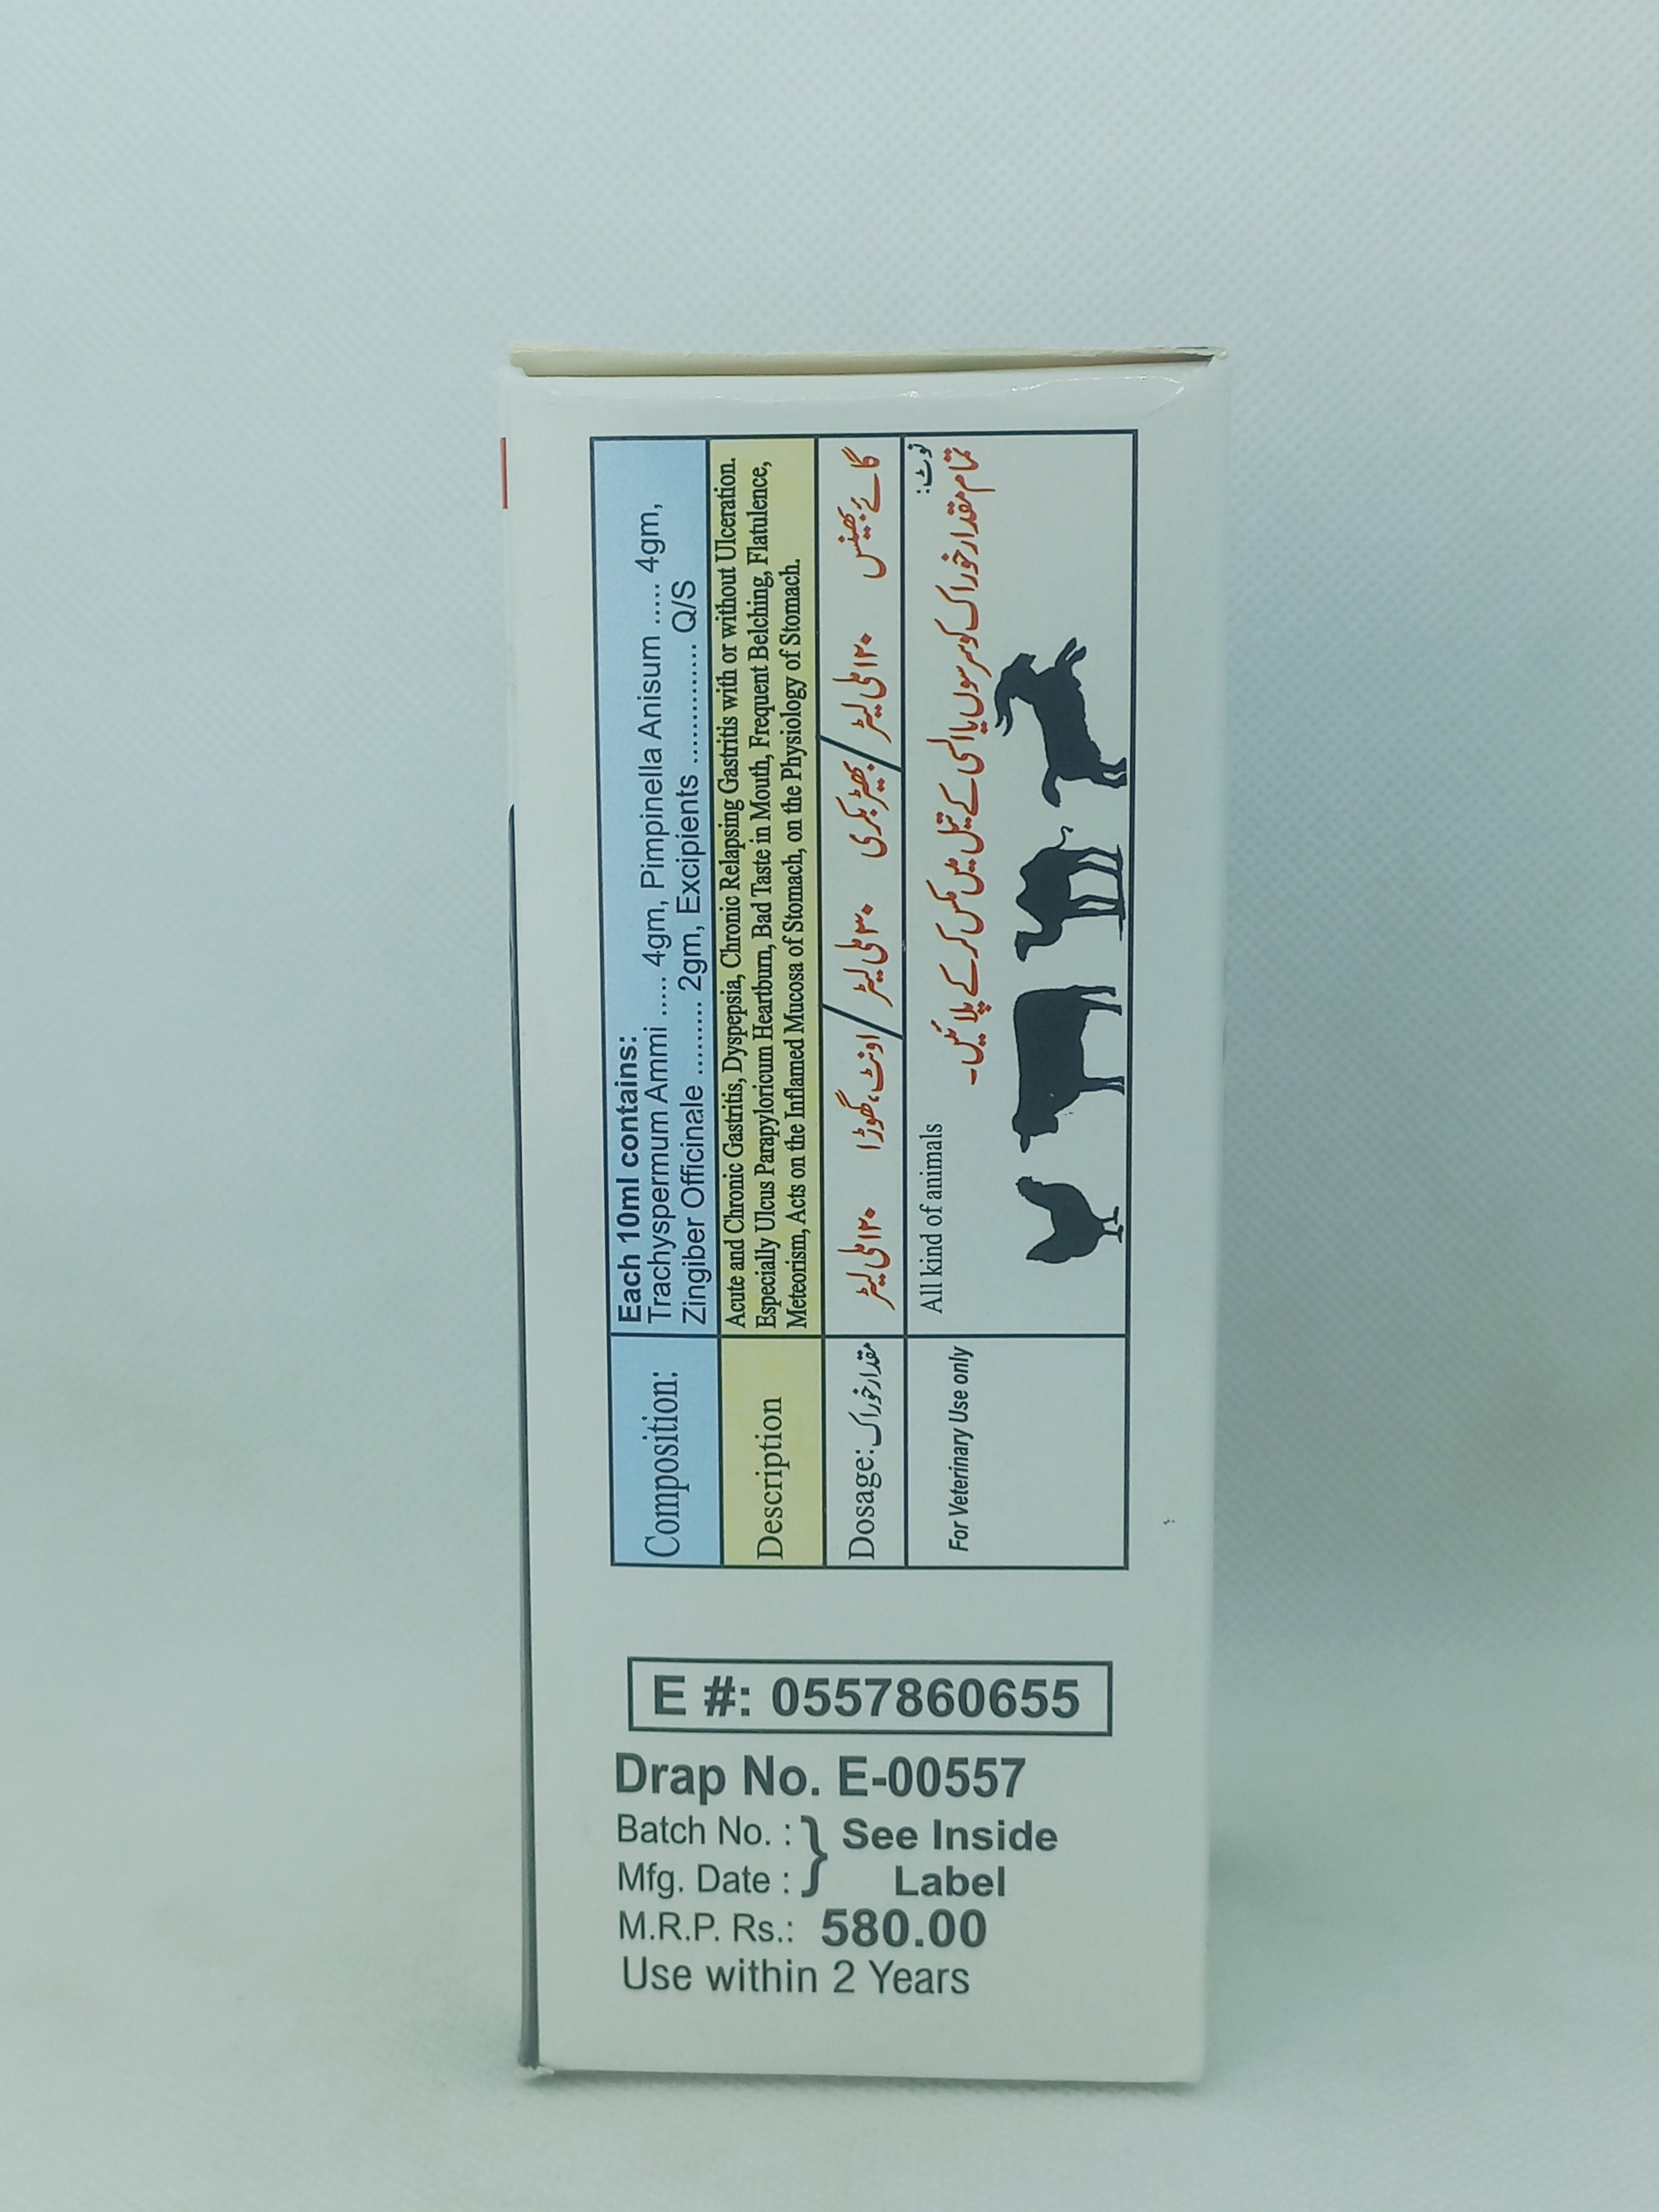 Composition:
Each 10ml contains:
Trachyspermum Ammi ..... 4gm, Pimpinella Anisum ..... 4gm,
Zingiber Officinale .......... 2gm, Excipients ............. Q/S
Description
Acute and Chronic Gastritis, Dyspepsia, Chronic Relapsing Gastritis with or without Ulceration.
Especially Ulcus Parapyloricum Heartburn, Bad Taste in Mouth, Frequent Belching, Flatulence,
Meteorism, Acts on the Inflamed Mucosa of Stomach, on the Physiology of Stomach.
Dosage: مقدار خوراک
گائے بھینس ۱۲۰ ملی لیٹر / بھیڑ بکری ۳۰ ملی لیٹر / اونٹ، گھوڑا ۱۲۰ ملی لیٹر
For Veterinary Use only
نوٹ:
تمام مقدار خوراک کو سرسوں یا السی کے تیل میں مکس کر کے پلائیں۔
All kind of animals
E #: 0557860655
Drap No. E-00557
Batch No. : } See Inside
Mfg. Date : } Label
M.R.P. Rs.: 580.00
Use within 2 Years